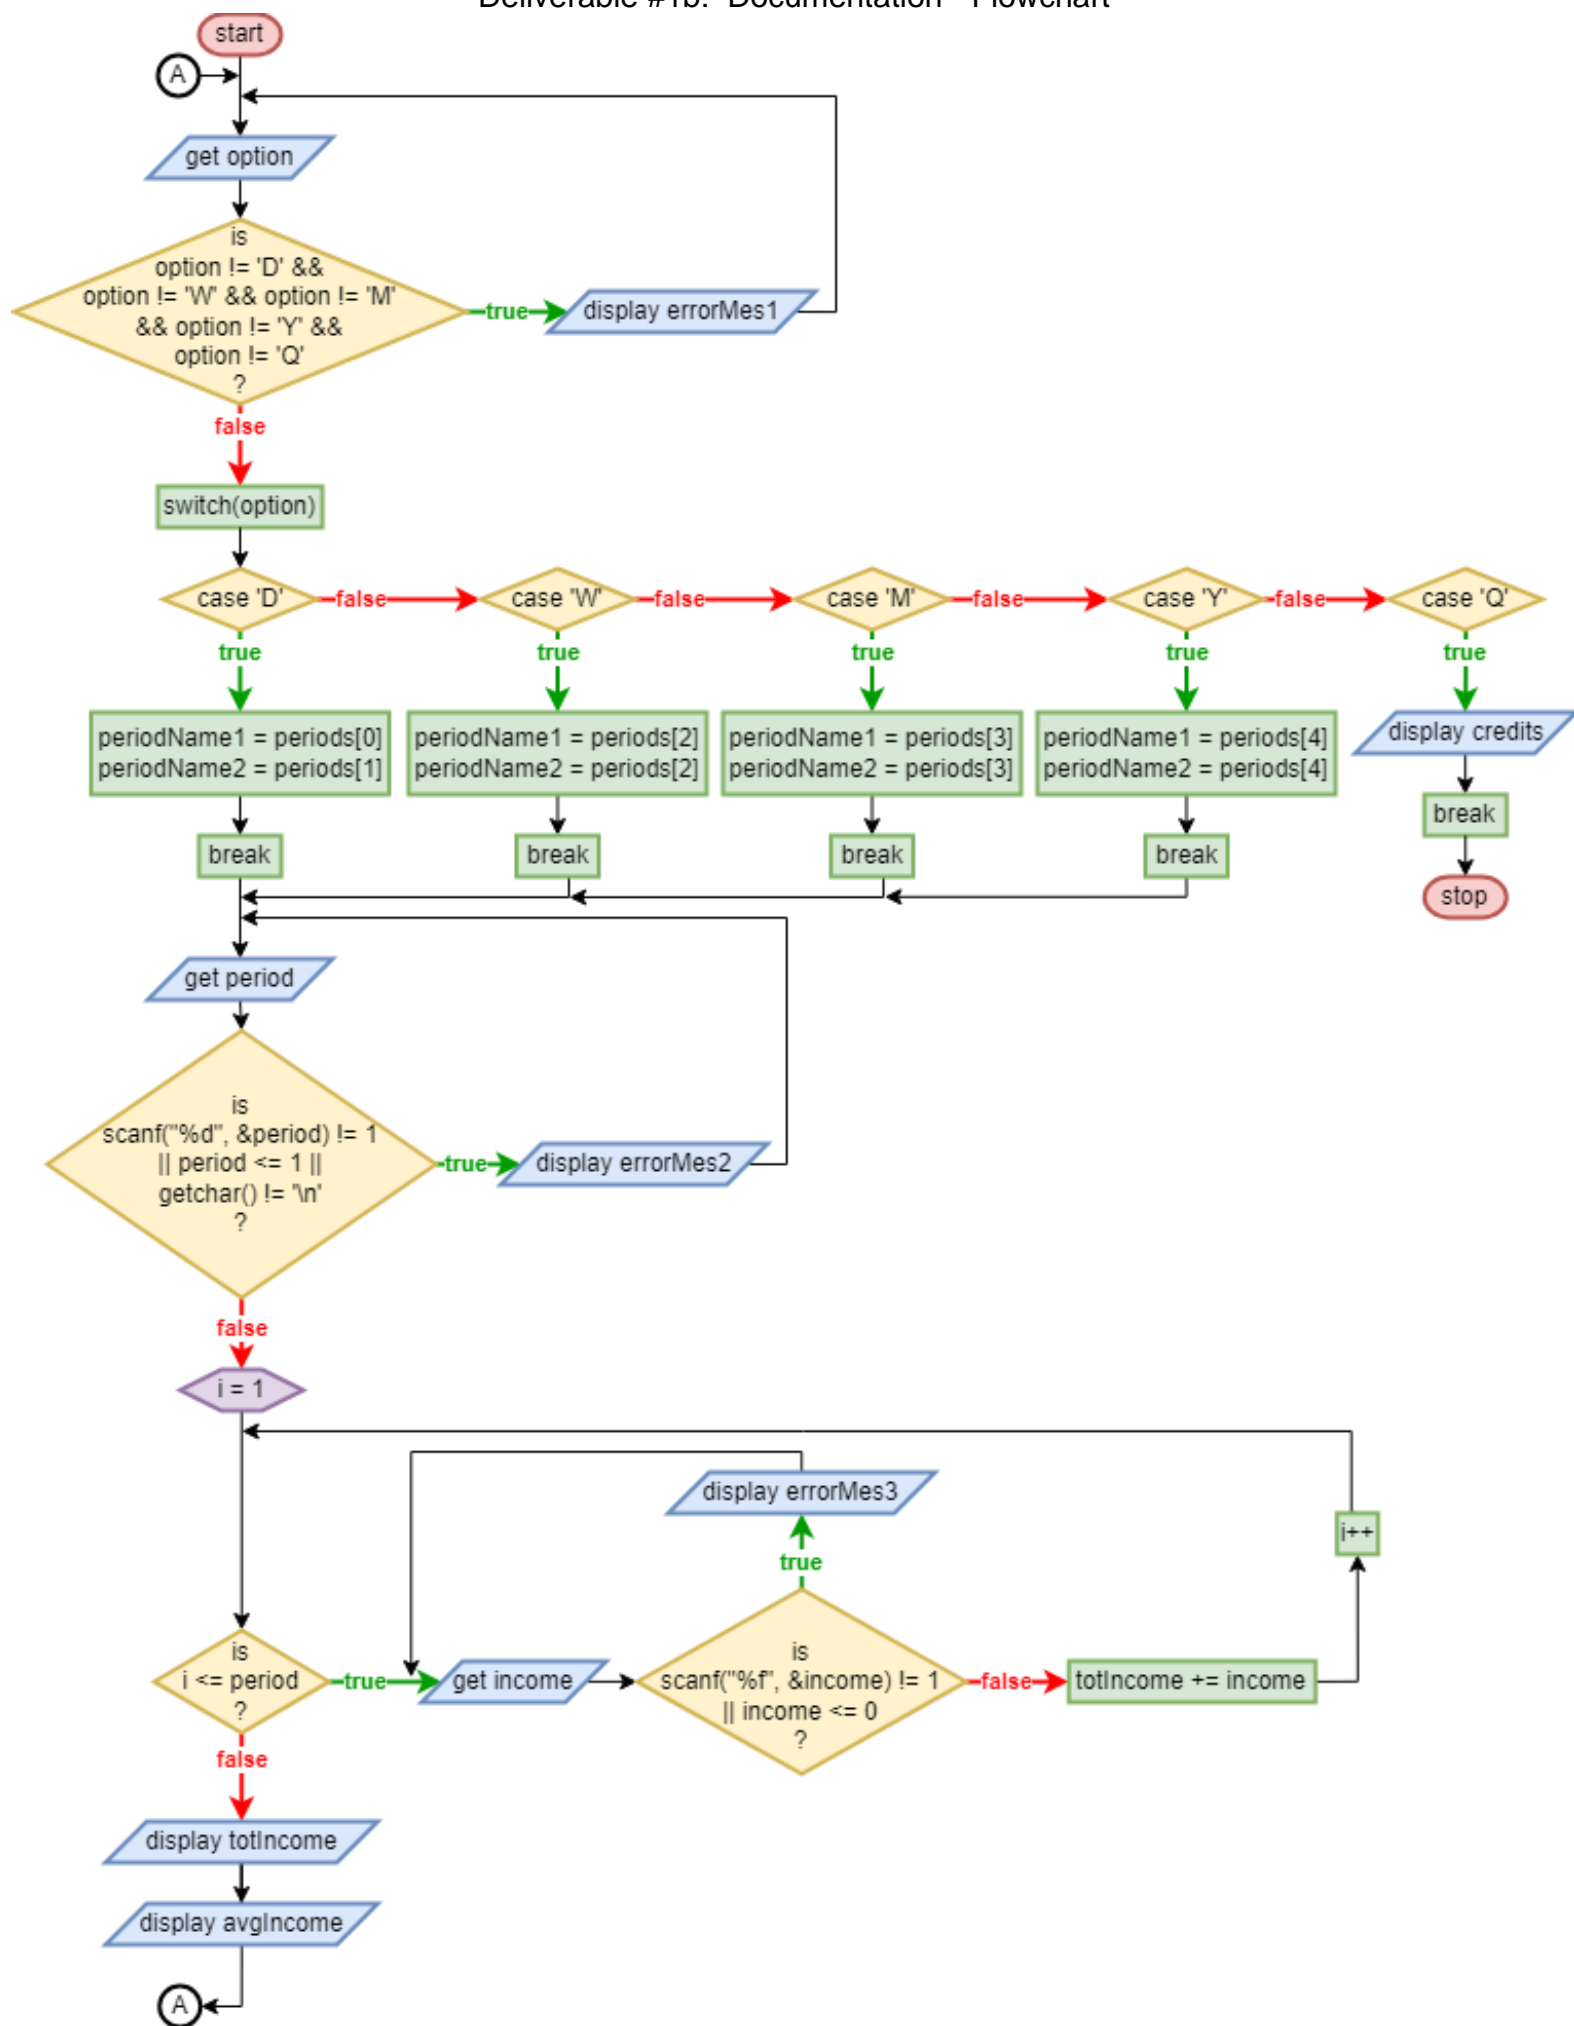 Deliverable #1b: Documentation - Flowchart
start
A
get option
is
option != 'D' &&
option != 'W' && option != 'M'
&& option != 'Y' &&
option != 'Q'
?
true
display errorMes1
false
switch(option)
case 'D'
false
case 'W'
false
case 'M'
false
case 'Y'
false
case 'Q'
true
true
true
true
true
periodName1 = periods[0]
periodName2 = periods[1]
periodName1 = periods[2]
periodName2 = periods[2]
periodName1 = periods[3]
periodName2 = periods[3]
periodName1 = periods[4]
periodName2 = periods[4]
display credits
break
break
break
break
break
stop
get period
is
scanf("%d", &period) != 1
|| period <= 1 ||
getchar() != '\n'
?
true
display errorMes2
false
i = 1
display errorMes3
i++
true
is
i <= period
?
true
get income
is
scanf("%f", &income) != 1
|| income <= 0
?
false
totIncome += income
false
display totIncome
display avgIncome
A